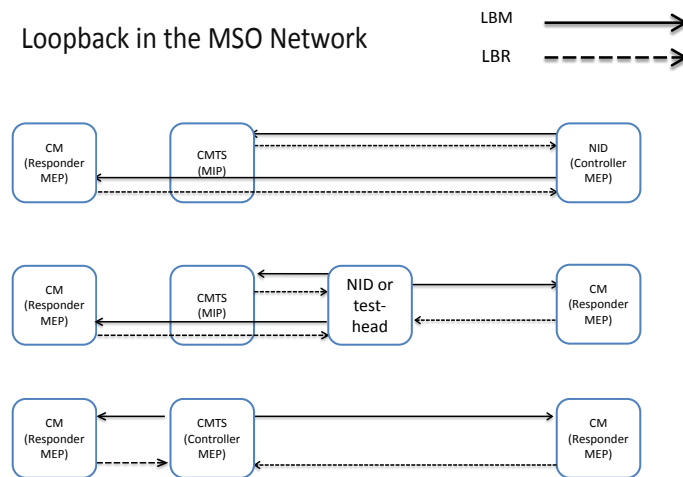 Loopback in the MSO Network
LBM
LBR
CM
(Responder
MEP)
CMTS
(MIP)
NID
(Controller
MEP)
CM
(Responder
MEP)
CMTS
(MIP)
NID or
test-
head
CM
(Responder
MEP)
CM
(Responder
MEP)
CMTS
(Controller
MEP)
CM
(Responder
MEP)